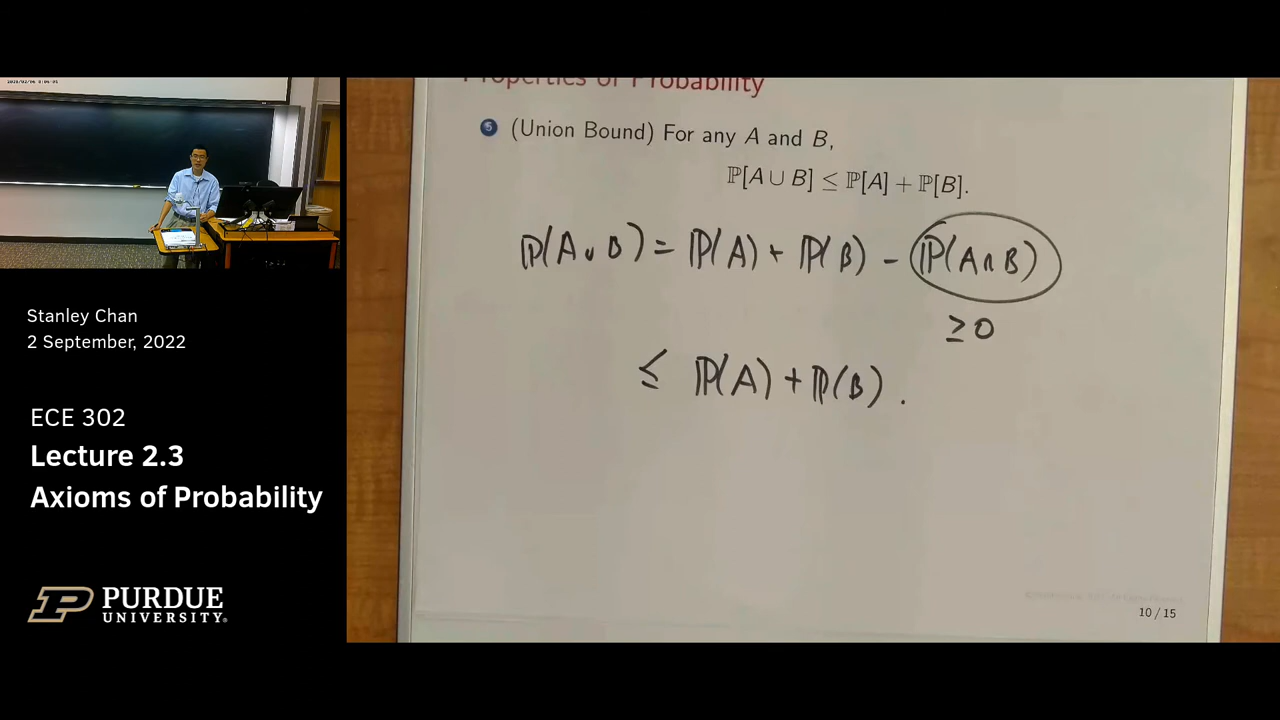 Properties of Probability
5 (Union Bound) For any A and B,
ℙ[A ∪ B] ≤ ℙ[A] + ℙ[B].
ℙ(A ∪ B) = ℙ(A) + ℙ(B) - ℙ(A ∩ B)
≥ 0
≤ ℙ(A) + ℙ(B).
10 / 15
Stanley Chan
2 September, 2022
ECE 302
Lecture 2.3
Axioms of Probability
P PURDUE
UNIVERSITY®